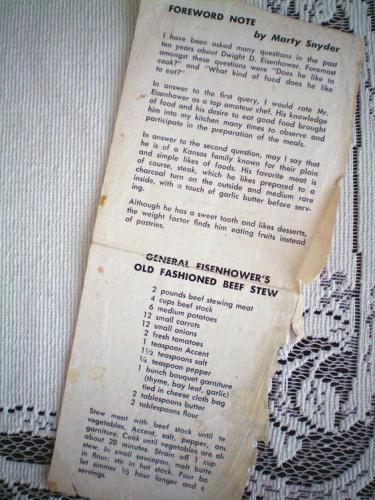 FOREWORD NOTE
by Marty Snyder
I have been asked many questions in the past
ten years about Dwight D. Eisenhower. Foremost
amongst these questions were "Does he like to
cook?" and "What kind of food does he like
to eat?"
In answer to the first query, I would rate Mr.
Eisenhower as a top amateur chef. His knowledge
of food and his desire to eat good food brought
him into my kitchen many times to observe and
participate in the preparation of the meals.
In answer to the second question, may I say that
he is of a Kansas family known for their plain
and simple likes of foods. His favorite meat is
of course, steak, which he likes prepared to a
charcoal turn on the outside and medium rare
inside, with a touch of garlic butter before serv-
ing.
Although he has a sweet tooth and likes desserts,
the weight factor finds him eating fruits instead
of pastries.
GENERAL EISENHOWER'S
OLD FASHIONED BEEF STEW
2 pounds beef stewing meat
4 cups beef stock
6 medium potatoes
12 small carrots
12 small onions
2 fresh tomatoes
1 teaspoon Accent
1½ teaspoons salt
¼ teaspoon pepper
1 bunch bouquet garniture
(thyme, bay leaf, garlic)
tied in cheese cloth bag
2 tablespoons butter
2 tablespoons flour
Stew meat with beef stock until te
vegetables, Accent, salt, pepper, an
garniture. Cook until vegetables are
about 20 minutes. Strain off 1 cup
stew. In small saucepan, melt butte
in flour; stir in hot stock. Pour ba
let simmer ½ hour longer and s
servings.